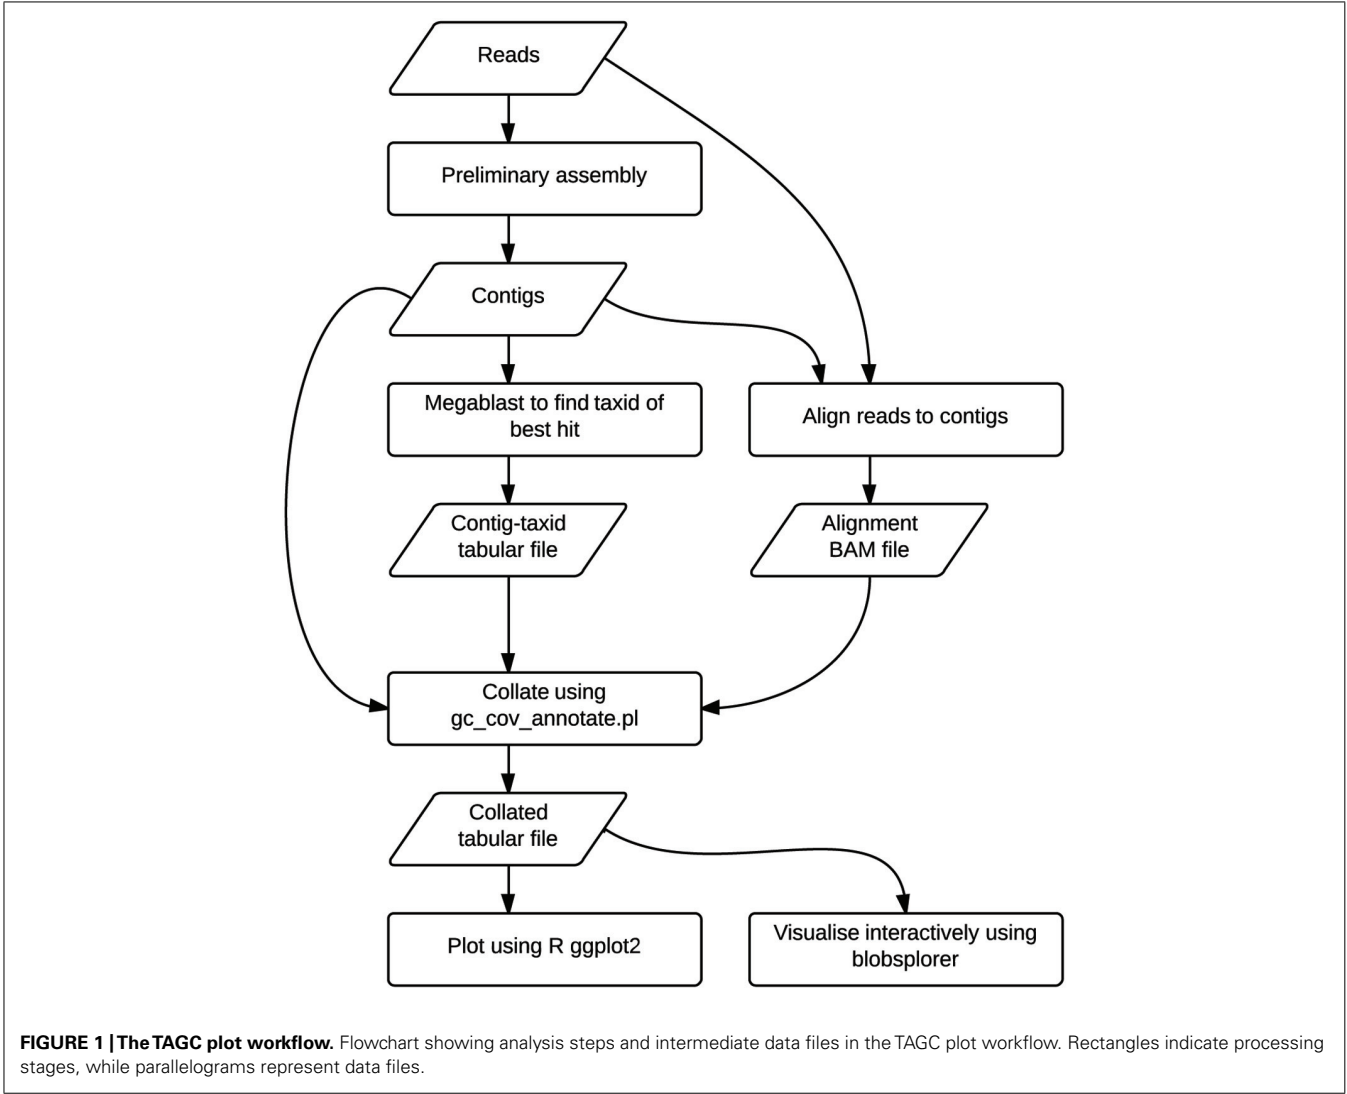 Reads
Preliminary assembly
Contigs
Megablast to find taxid of
best hit
Align reads to contigs
Contig-taxid
tabular file
Alignment
BAM file
Collate using
gc_cov_annotate.pl
Collated
tabular file
Plot using R ggplot2
Visualise interactively using
blobsplorer
FIGURE 1 | The TAGC plot workflow. Flowchart showing analysis steps and intermediate data files in the TAGC plot workflow. Rectangles indicate processing
stages, while parallelograms represent data files.